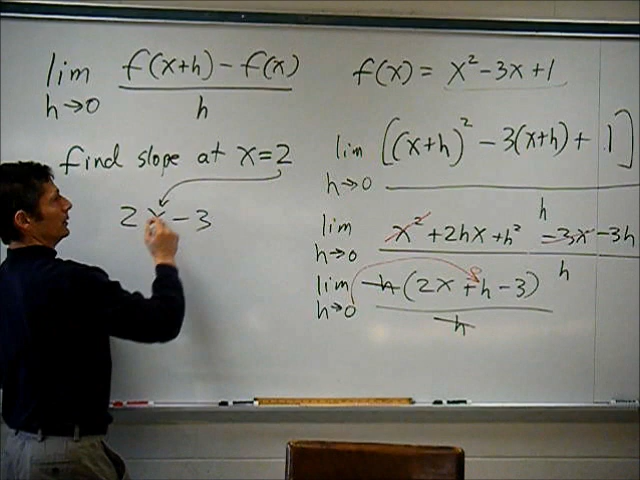 lim h→0 f(x+h) - f(x) / h
find slope at x=2
2x - 3
f(x) = x² - 3x + 1
lim h→0 [(x+h)² - 3(x+h) + 1] / h
lim h→0 x² + 2hx + h² - 3x - 3h / h
lim h→0 h(2x + h - 3) / h
0